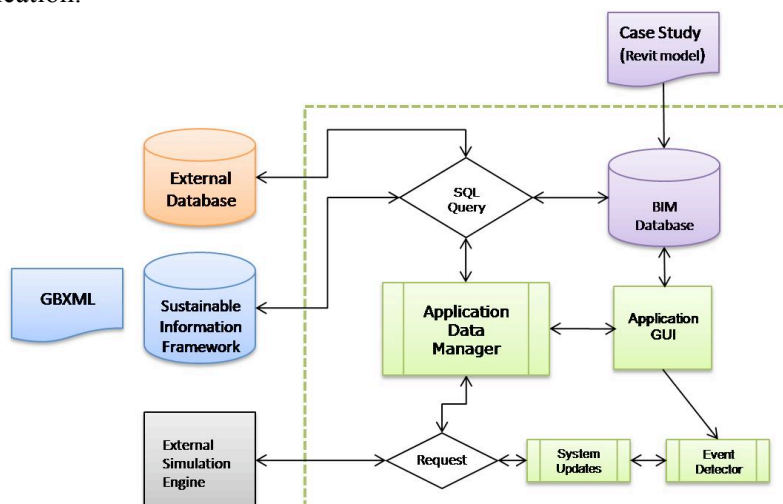 Case Study
(Revit model)
External
Database
SQL
Query
BIM
Database
GBXML
Sustainable
Information
Framework
Application
Data
Manager
Application
GUI
External
Simulation
Engine
Request
System
Updates
Event
Detector